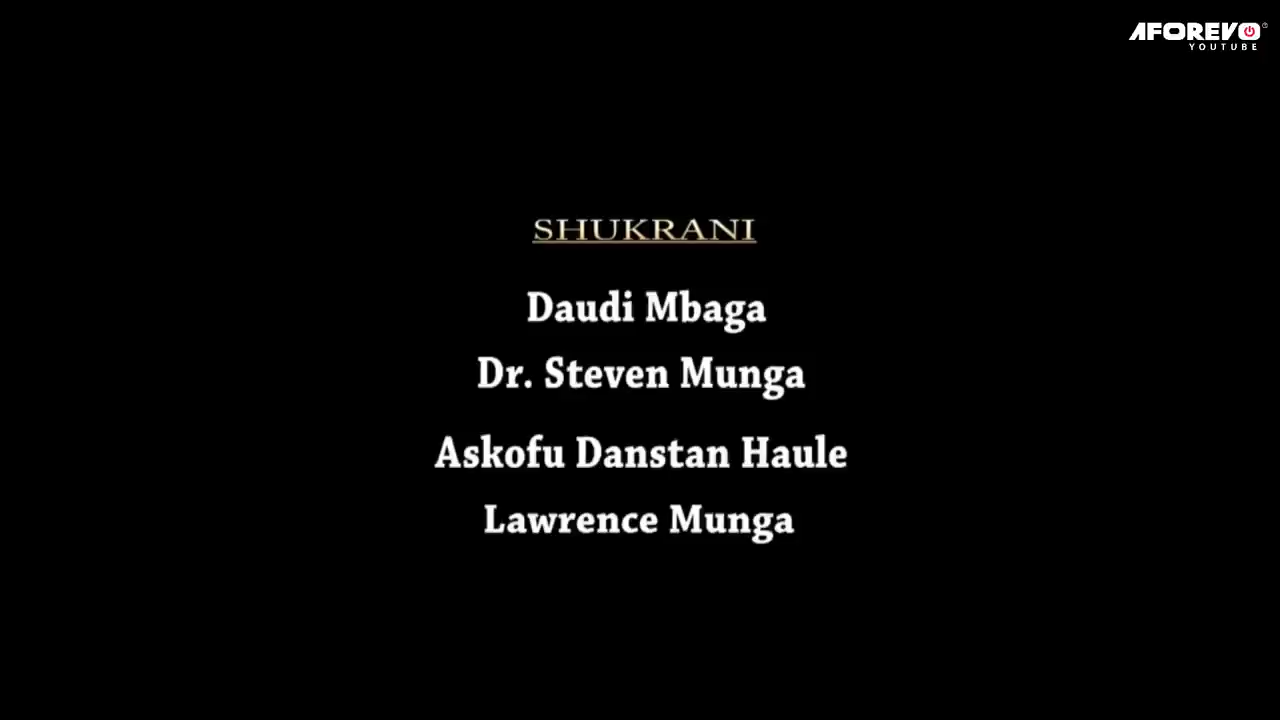 AFOREVO
YOUTUBE
SHUKRANI
Daudi Mbaga
Dr. Steven Munga
Askofu Danstan Haule
Lawrence Munga